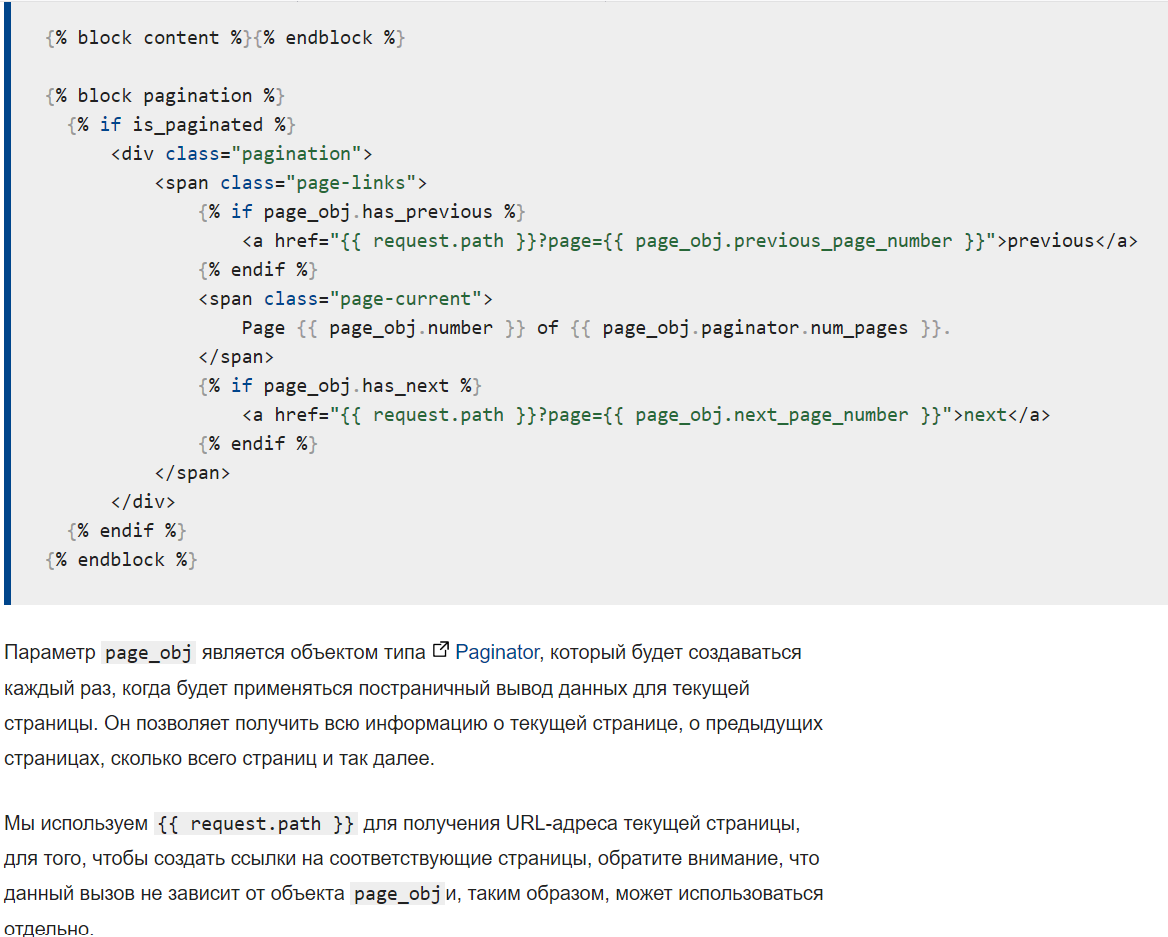 {% block content %}{% endblock %}
{% block pagination %}
  {% if is_paginated %}
      <div class="pagination">
          <span class="page-links">
              {% if page_obj.has_previous %}
                  <a href="{{ request.path }}?page={{ page_obj.previous_page_number }}">previous</a>
              {% endif %}
              <span class="page-current">
                  Page {{ page_obj.number }} of {{ page_obj.paginator.num_pages }}.
              </span>
              {% if page_obj.has_next %}
                  <a href="{{ request.path }}?page={{ page_obj.next_page_number }}">next</a>
              {% endif %}
          </span>
      </div>
  {% endif %}
{% endblock %}
Параметр page_obj является объектом типа Paginator, который будет создаваться
каждый раз, когда будет применяться постраничный вывод данных для текущей
страницы. Он позволяет получить всю информацию о текущей странице, о предыдущих
страницах, сколько всего страниц и так далее.
Мы используем {{ request.path }} для получения URL-адреса текущей страницы,
для того, чтобы создать ссылки на соответствующие страницы, обратите внимание, что
данный вызов не зависит от объекта page_obj и, таким образом, может использоваться
отдельно.